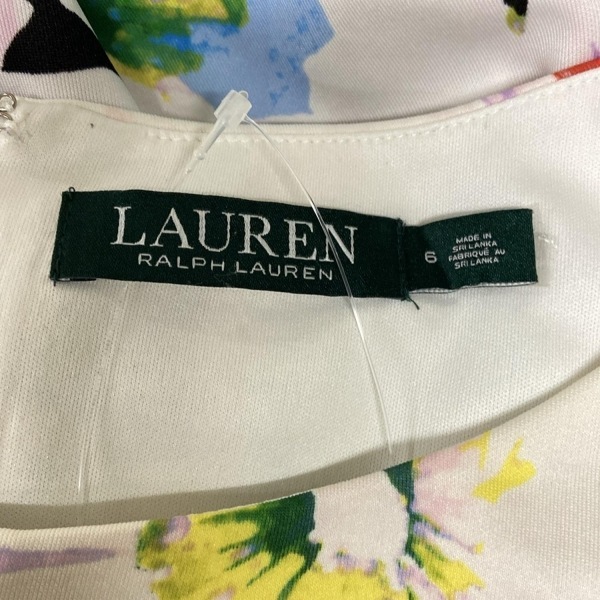 LAUREN
RALPH LAUREN
6
MADE IN
SRI LANKA
FABRIQUÉ AU
SRI LANKA